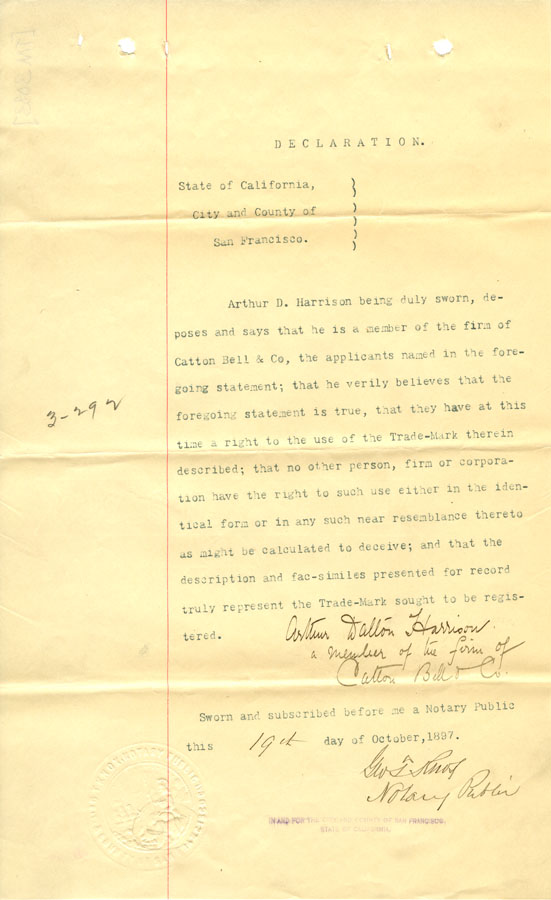 DECLARATION.
State of California,
City and County of
San Francisco.
Arthur D. Harrison being duly sworn, de-
poses and says that he is a member of the firm of
Catton Bell & Co, the applicants named in the fore-
going statement; that he verily believes that the
foregoing statement is true, that they have at this
3-292
time a right to the use of the Trade-Mark therein
described; that no other person, firm or corpora-
tion have the right to such use either in the iden-
tical form or in any such near resemblance thereto
as might be calculated to deceive; and that the
description and fac-similes presented for record
truly represent the Trade-Mark sought to be regis-
tered.
Arthur Dalton Harrison.
a member of the firm of
Catton Bell & Co.
Sworn and subscribed before me a Notary Public
this 19th day of October, 1897.
Geo T Knox
Notary Public
IN AND FOR THE CITY AND COUNTY OF SAN FRANCISCO,
STATE OF CALIFORNIA.